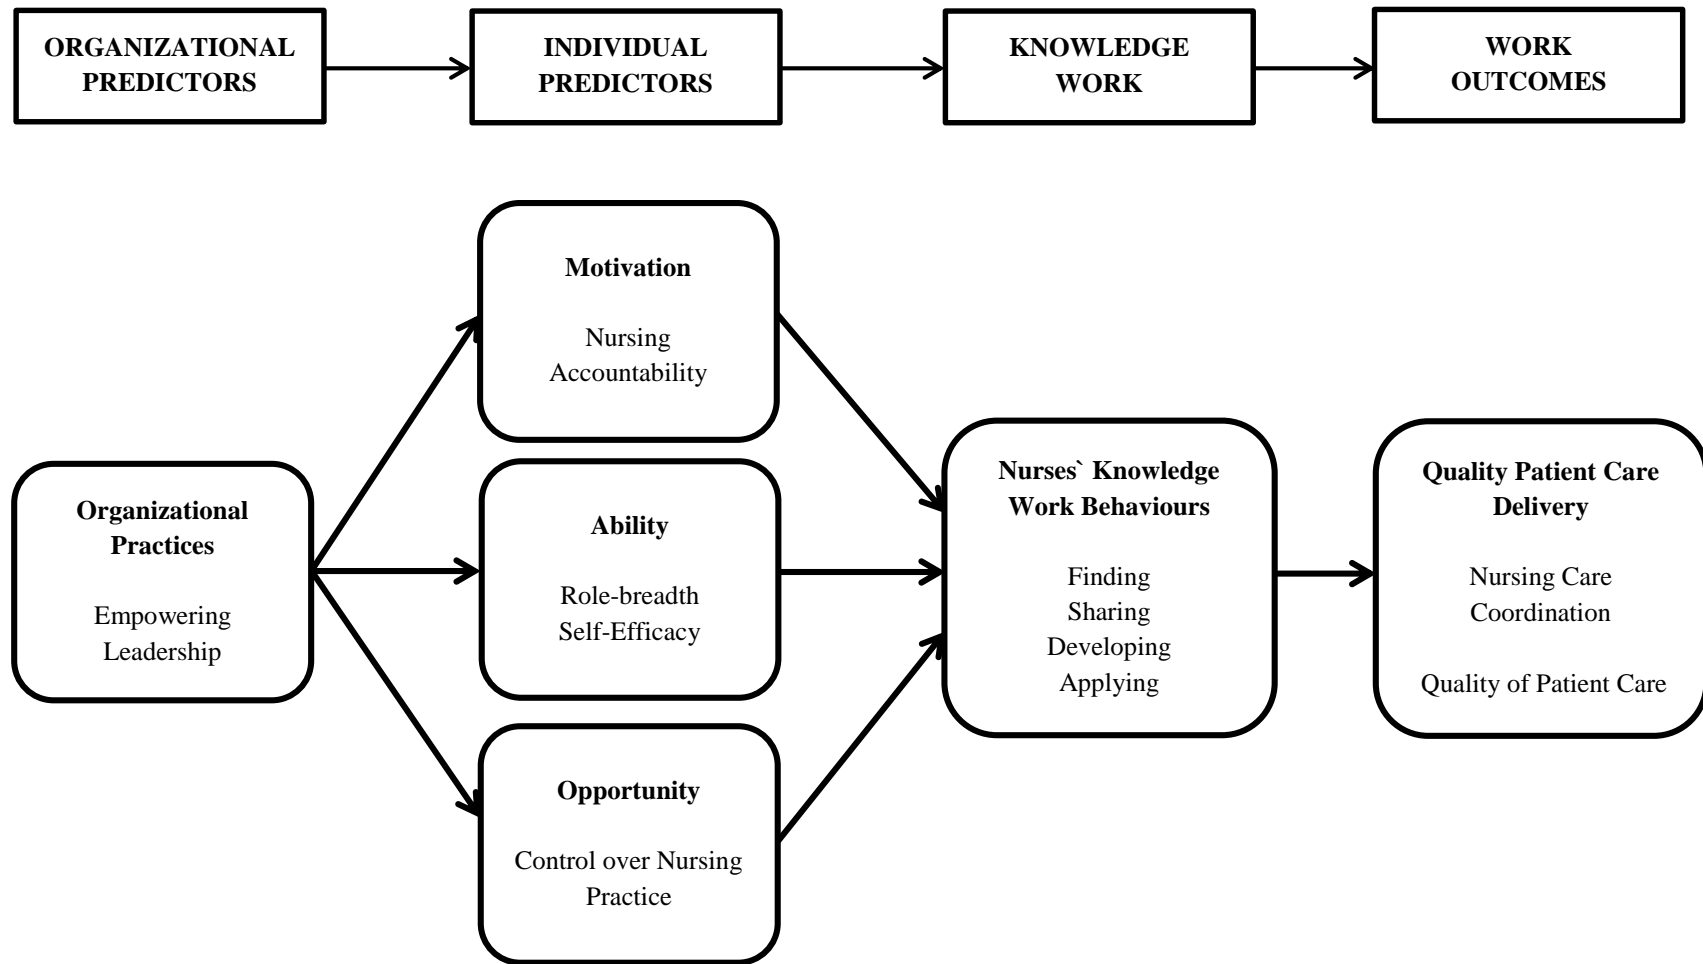 ORGANIZATIONAL
PREDICTORS
INDIVIDUAL
PREDICTORS
KNOWLEDGE
WORK
WORK
OUTCOMES
Organizational
Practices
Empowering
Leadership
Motivation
Nursing
Accountability
Ability
Role-breadth
Self-Efficacy
Opportunity
Control over Nursing
Practice
Nurses` Knowledge
Work Behaviours
Finding
Sharing
Developing
Applying
Quality Patient Care
Delivery
Nursing Care
Coordination
Quality of Patient Care